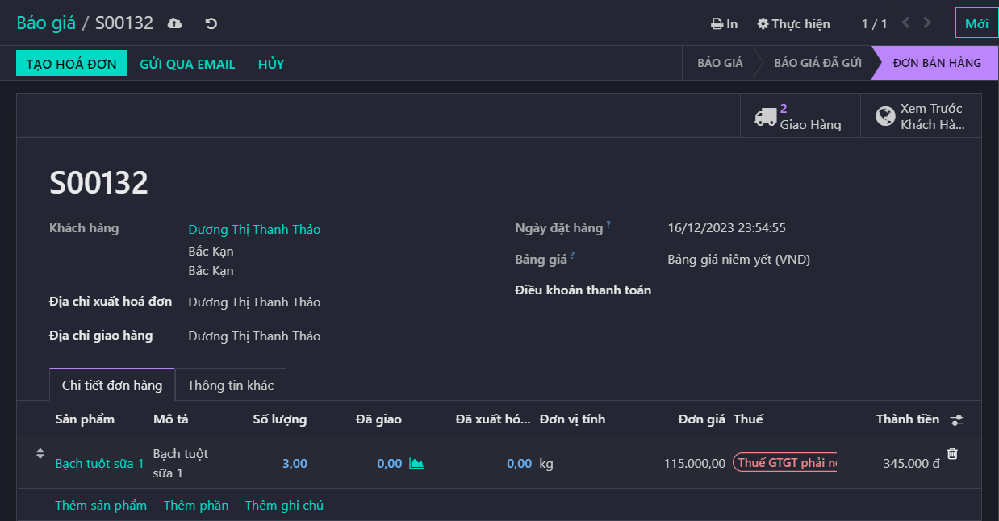 Báo giá / S00132
In
Thực hiện
1 / 1
Mới
TẠO HOÁ ĐƠN GỬI QUA EMAIL HỦY
BÁO GIÁ
BÁO GIÁ ĐÃ GỬI
ĐƠN BÁN HÀNG
2
Giao Hàng
Xem Trước
Khách Hà...
S00132
Khách hàng
Dương Thị Thanh Thảo
Bắc Kạn
Bắc Kạn
Địa chỉ xuất hoá đơn Dương Thị Thanh Thảo
Địa chỉ giao hàng Dương Thị Thanh Thảo
Ngày đặt hàng ? 16/12/2023 23:54:55
Bảng giá ? Bảng giá niêm yết (VND)
Điều khoản thanh toán
Chi tiết đơn hàng Thông tin khác
Sản phẩm Mô tả Số lượng Đã giao Đã xuất hó... Đơn vị tính Đơn giá Thuế Thành tiền
Bạch tuột sữa 1
Bạch tuột
sữa 1
3,00 0,00 0,00 kg 115.000,00 Thuế GTGT phải 345.000 ₫
Thêm sản phẩm Thêm phần Thêm ghi chú